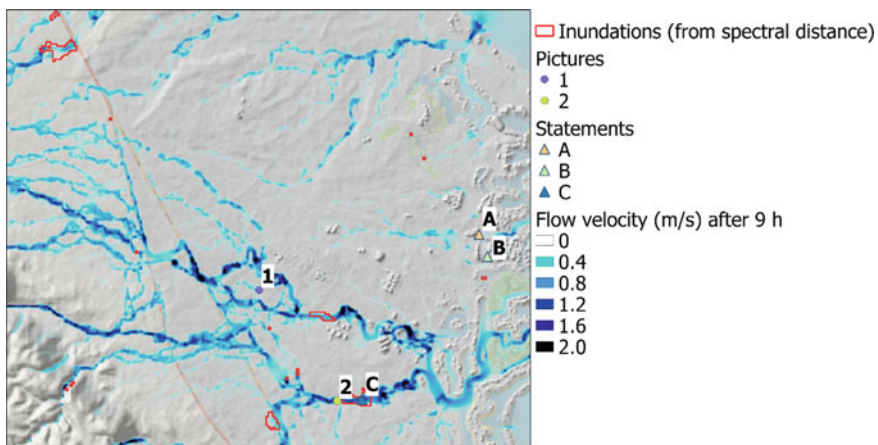 A
B
1
2 C
Inundations (from spectral distance)
Pictures
1
2
Statements
A
B
C
Flow velocity (m/s) after 9 h
0
0.4
0.8
1.2
1.6
2.0